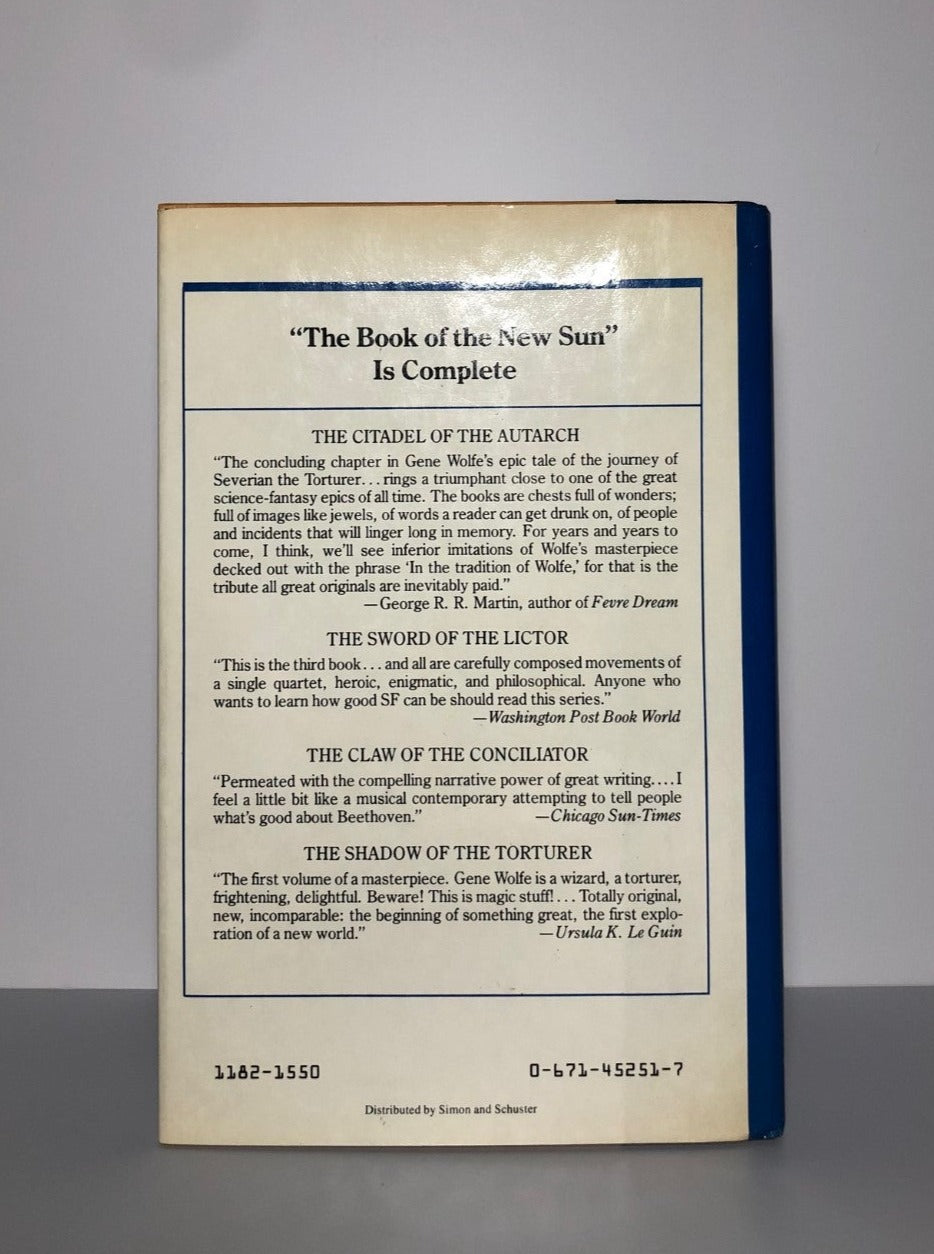 “The Book of the New Sun”
Is Complete
THE CITADEL OF THE AUTARCH
“The concluding chapter in Gene Wolfe’s epic tale of the journey of
Severian the Torturer. . . rings a triumphant close to one of the great
science-fantasy epics of all time. The books are chests full of wonders;
full of images like jewels, of words a reader can get drunk on, of people
and incidents that will linger long in memory. For years and years to
come, I think, we’ll see inferior imitations of Wolfe’s masterpiece
decked out with the phrase ‘In the tradition of Wolfe,’ for that is the
tribute all great originals are inevitably paid.”
—George R. R. Martin, author of Fevre Dream
THE SWORD OF THE LICTOR
“This is the third book. . . and all are carefully composed movements of
a single quartet, heroic, enigmatic, and philosophical. Anyone who
wants to learn how good SF can be should read this series.”
—Washington Post Book World
THE CLAW OF THE CONCILIATOR
“Permeated with the compelling narrative power of great writing. . . . I
feel a little bit like a musical contemporary attempting to tell people
what’s good about Beethoven.” —Chicago Sun-Times
THE SHADOW OF THE TORTURER
“The first volume of a masterpiece. Gene Wolfe is a wizard, a torturer,
frightening, delightful. Beware! This is magic stuff! . . . Totally original,
new, incomparable: the beginning of something great, the first explo-
ration of a new world.” —Ursula K. Le Guin
1182-1550 0-671-45251-7
Distributed by Simon and Schuster